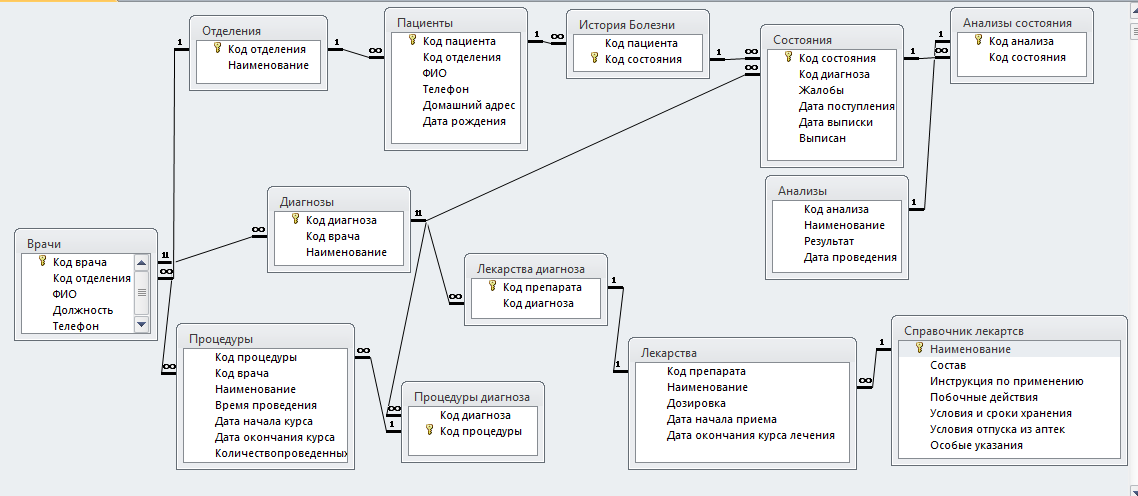 Отделения
Код отделения
Наименование
Пациенты
Код пациента
Код отделения
ФИО
Телефон
Домашний адрес
Дата рождения
История Болезни
Код пациента
Код состояния
Состояния
Код состояния
Код диагноза
Жалобы
Дата поступления
Дата выписки
Выписан
Анализы состояния
Код анализа
Код состояния
Анализы
Код анализа
Наименование
Результат
Дата проведения
Диагнозы
Код диагноза
Код врача
Наименование
Врачи
Код врача
Код отделения
ФИО
Должность
Телефон
Лекарства диагноза
Код препарата
Код диагноза
Процедуры
Код процедуры
Код врача
Наименование
Время проведения
Дата начала курса
Дата окончания курса
Количествопроведенных
Процедуры диагноза
Код диагноза
Код процедуры
Лекарства
Код препарата
Наименование
Дозировка
Дата начала приема
Дата окончания курса лечения
Справочник лекартсв
Наименование
Состав
Инструкция по применению
Побочные действия
Условия и сроки хранения
Условия отпуска из аптек
Особые указания